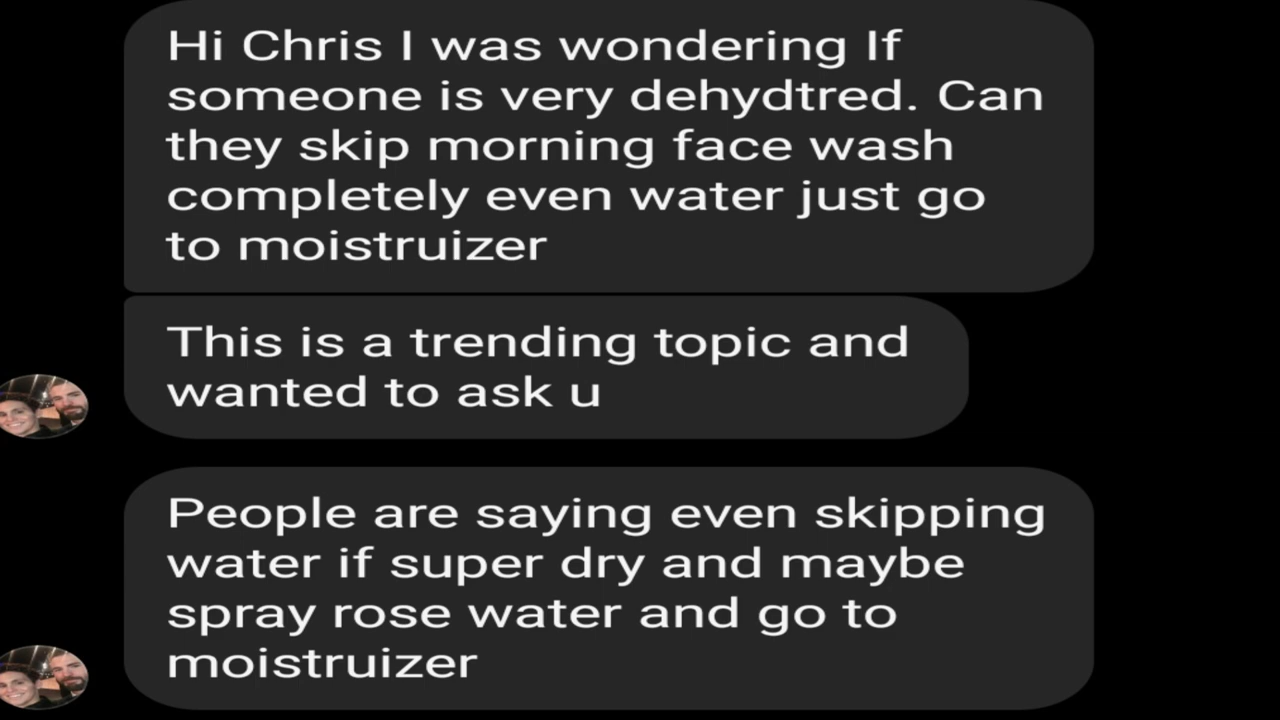 Hi Chris I was wondering If
someone is very dehydtred. Can
they skip morning face wash
completely even water just go
to moistruizer
This is a trending topic and
wanted to ask u
People are saying even skipping
water if super dry and maybe
spray rose water and go to
moistruizer